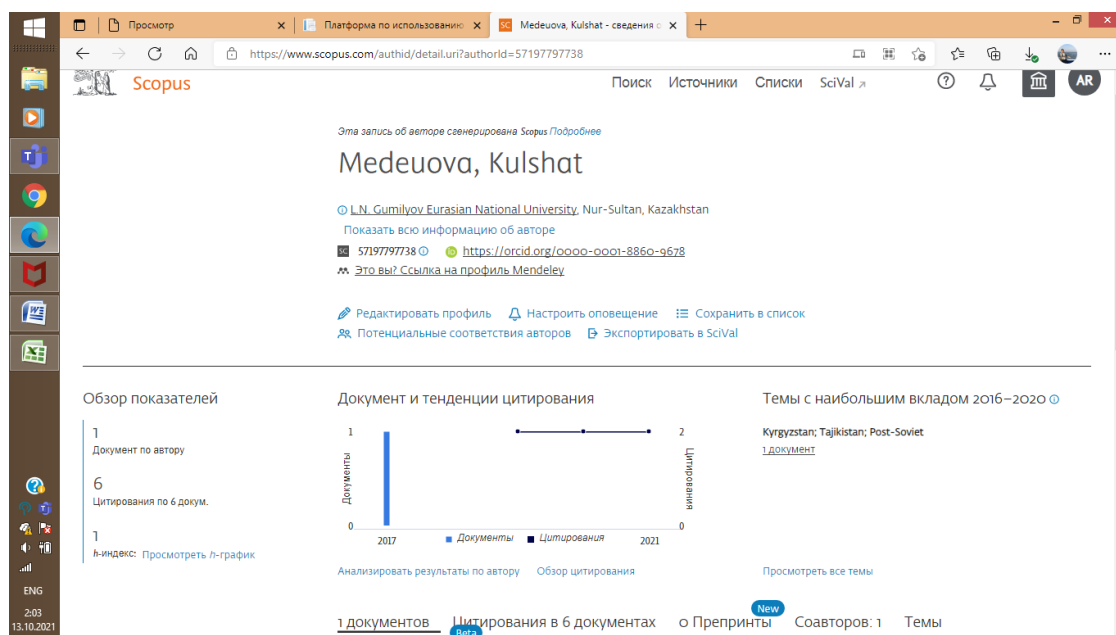 Просмотр
Платформа по использованию
SC Medeuova, Kulshat - сведения о
https://www.scopus.com/authid/detail.uri?authorId=57197797738
Scopus
Поиск Источники Списки SciVal
AR
Эта запись об авторе сгенерирована Scopus Подробнее
Medeuova, Kulshat
L.N. Gumilyov Eurasian National University, Nur-Sultan, Kazakhstan
Показать всю информацию об авторе
SC 57197797738 iD https://orcid.org/0000-0001-8860-9678
Это вы? Ссылка на профиль Mendeley
Редактировать профиль Настроить оповещение Сохранить в список
Потенциальные соответствия авторов Экспортировать в SciVal
Обзор показателей
1
Документ по автору
6
Цитирования по 6 докум.
1
h-индекс: Просмотреть h-график
Документ и тенденции цитирования
1
Документы
0
2017
Документы Цитирования
2021
2
Цитирования
0
Анализировать результаты по автору Обзор цитирования
Темы с наибольшим вкладом 2016–2020
Kyrgyzstan; Tajikistan; Post-Soviet
1 документ
Просмотреть все темы
1 документов Цитирования в 6 документах 0 Препринты Соавторов: 1 Темы
Beta
New
ENG
2:03
13.10.2021